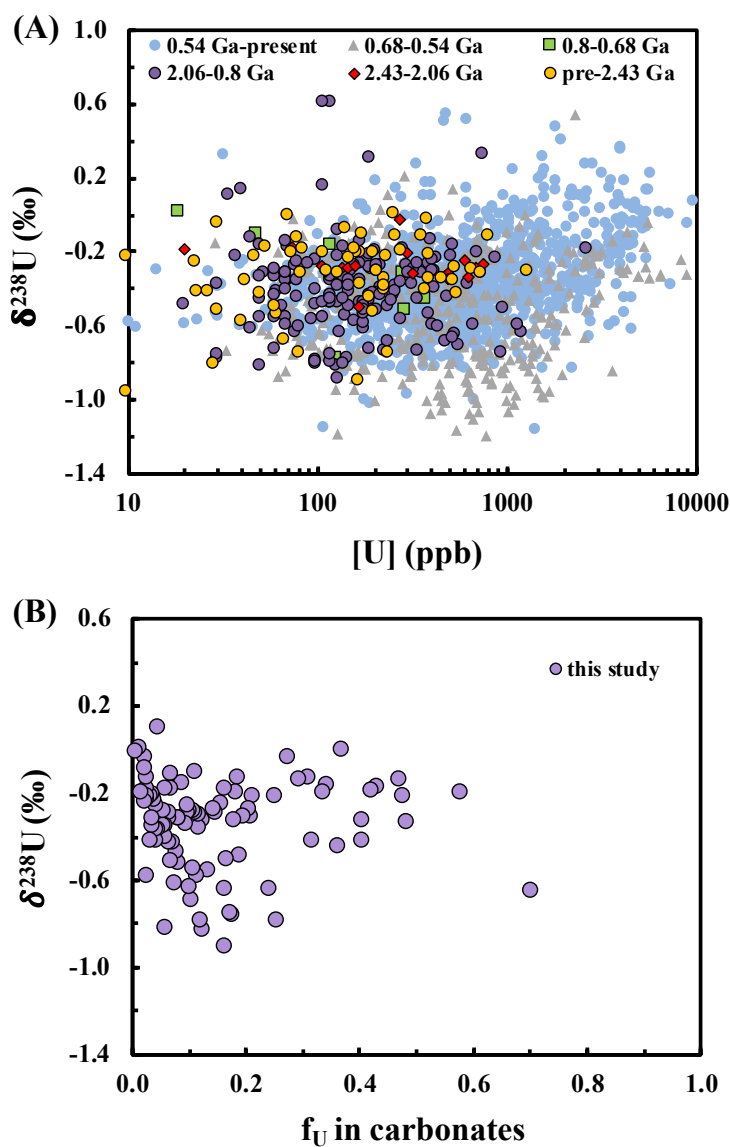 (A)
1.0
0.54 Ga-present 0.68-0.54 Ga 0.8-0.68 Ga
2.06-0.8 Ga 2.43-2.06 Ga pre-2.43 Ga
0.6
0.2
-0.2
-0.6
-1.0
-1.4
δ²³⁸U (‰)
10 100 1000 10000
[U] (ppb)
(B)
0.6
this study
0.2
-0.2
-0.6
-1.0
-1.4
δ²³⁸U (‰)
0.0 0.2 0.4 0.6 0.8 1.0
f_U in carbonates